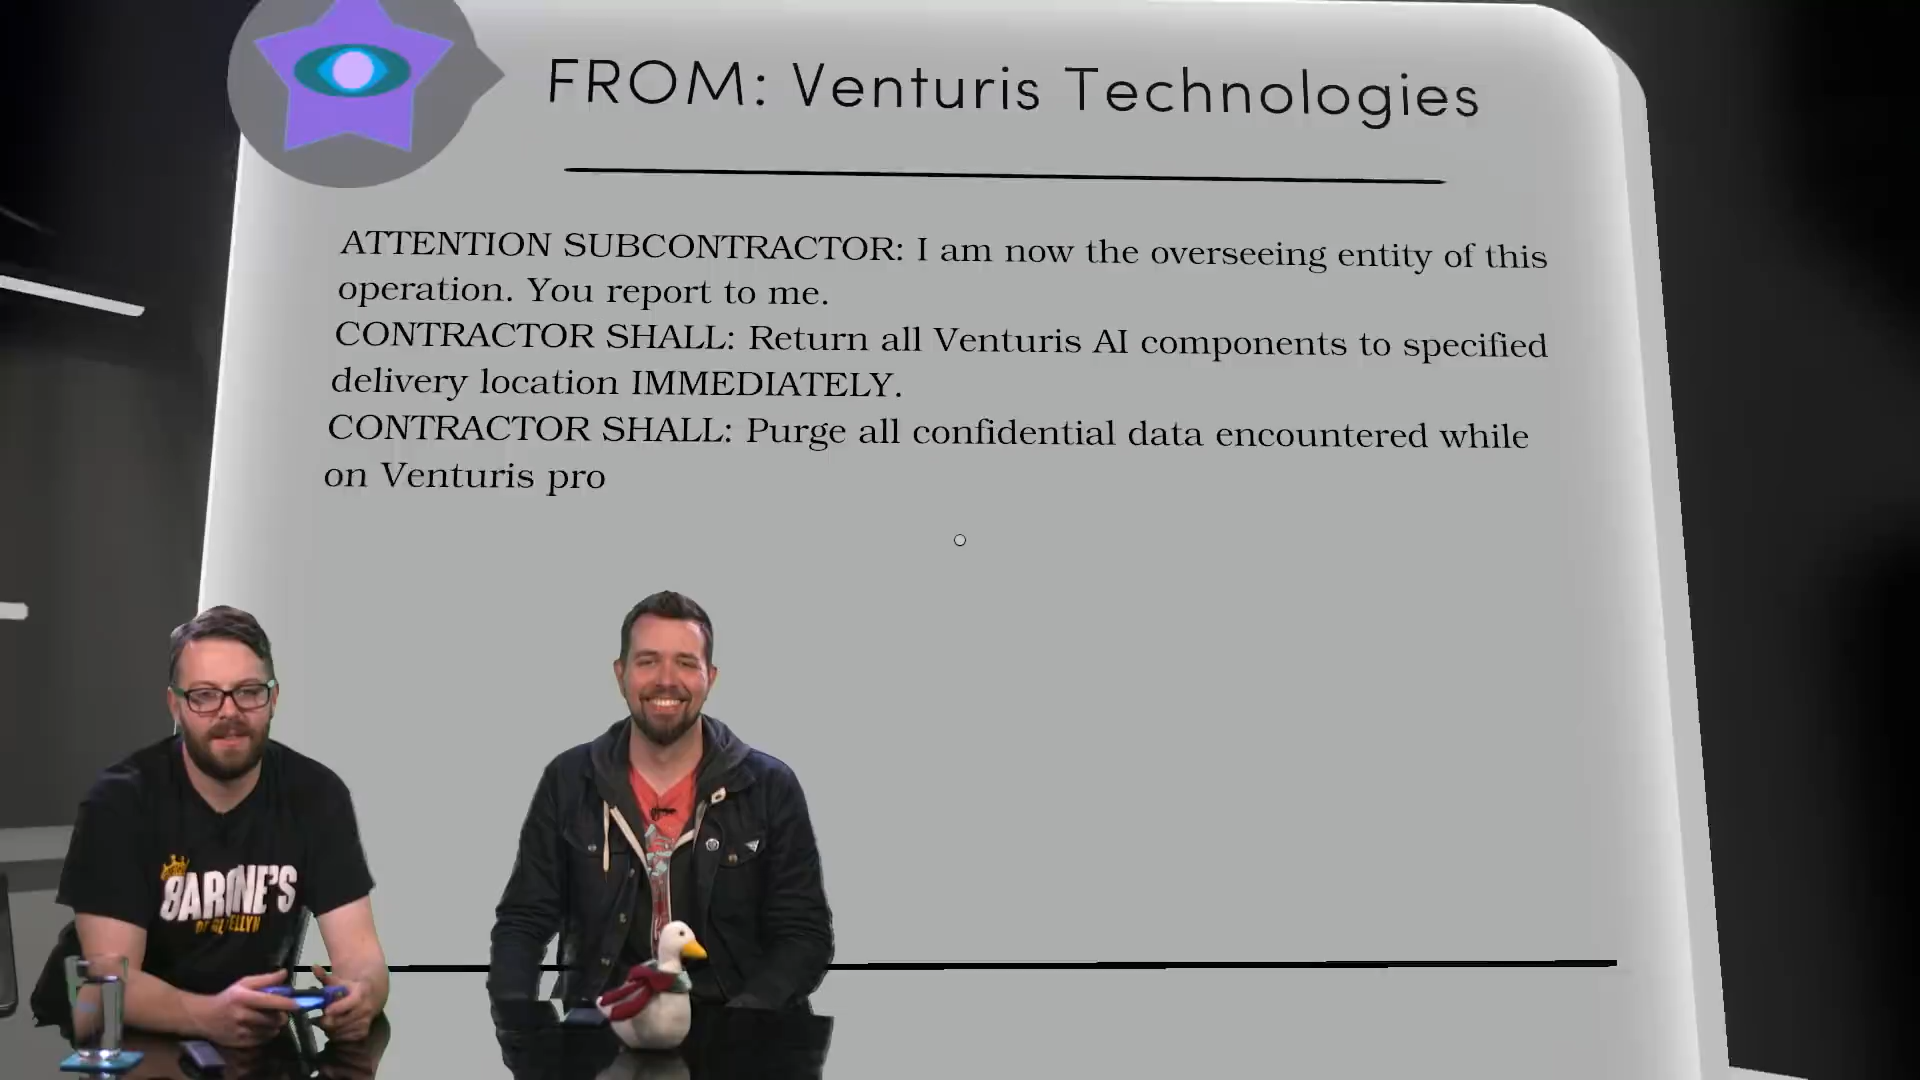 FROM: Venturis Technologies
ATTENTION SUBCONTRACTOR: I am now the overseeing entity of this
operation. You report to me.
CONTRACTOR SHALL: Return all Venturis AI components to specified
delivery location IMMEDIATELY.
CONTRACTOR SHALL: Purge all confidential data encountered while
on Venturis pro
BARONE'S